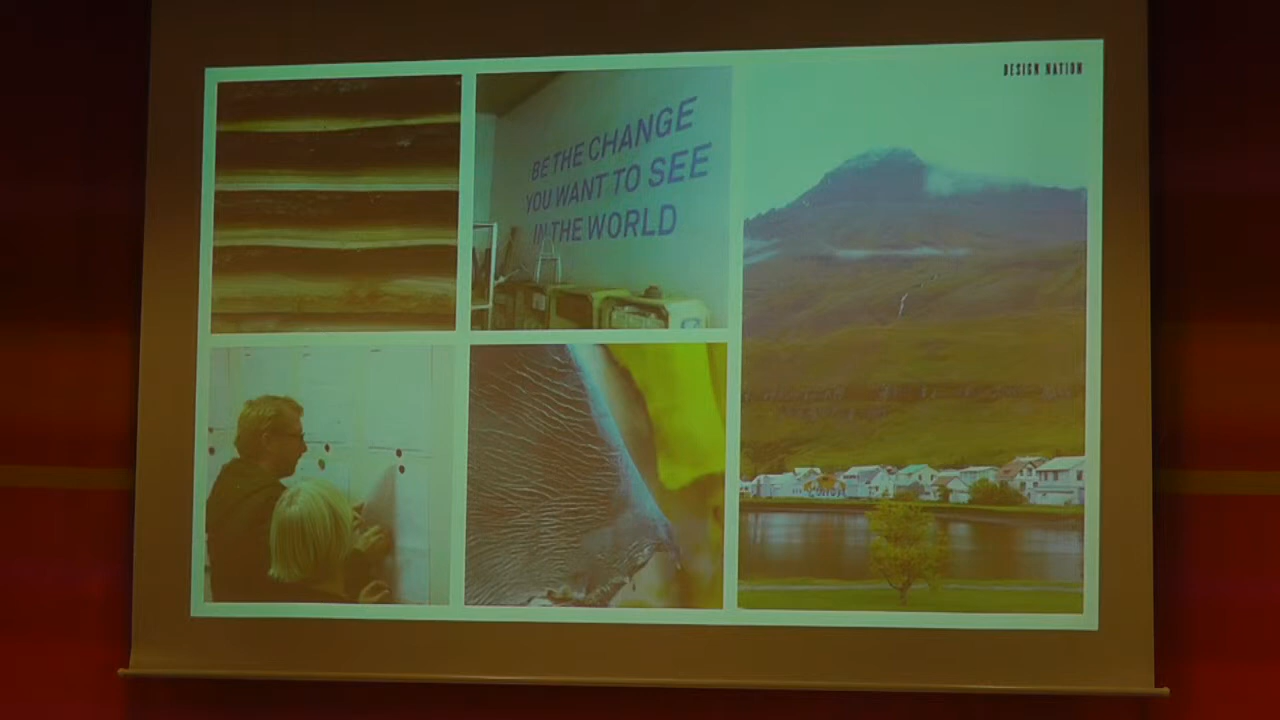 DESIGN NATION
BE THE CHANGE
YOU WANT TO SEE
IN THE WORLD